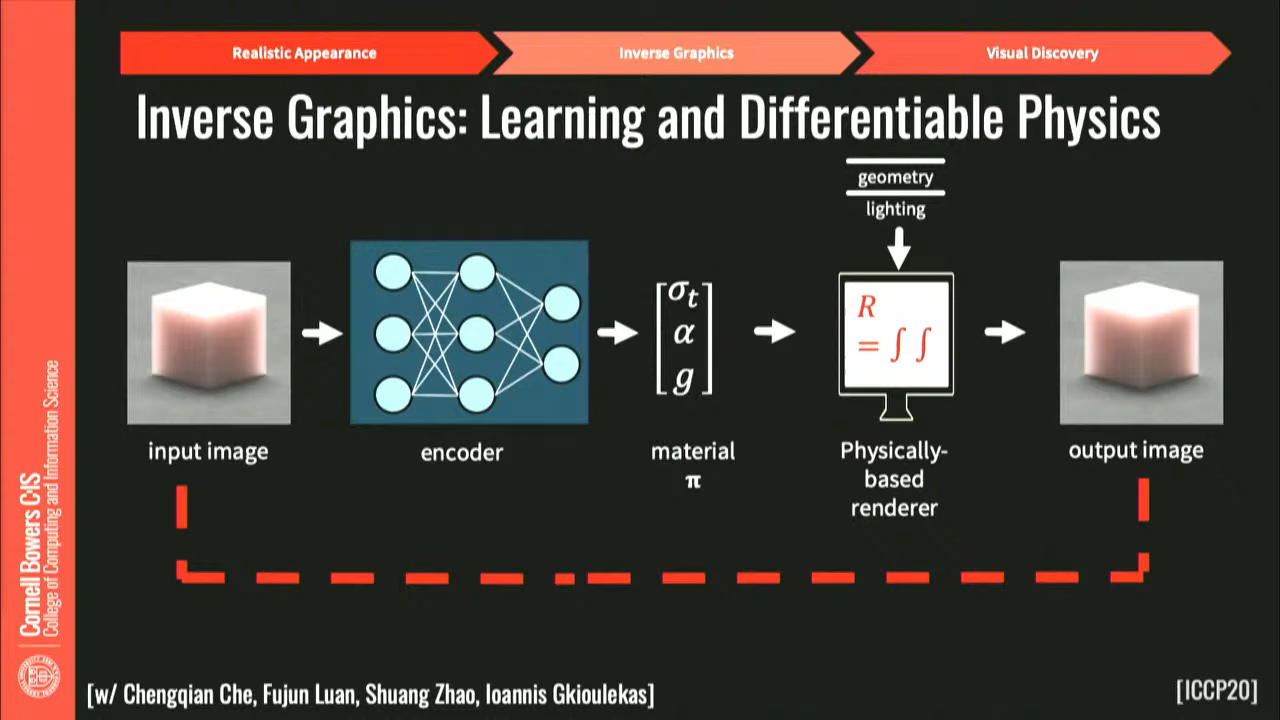 Realistic Appearance
Inverse Graphics
Visual Discovery
Inverse Graphics: Learning and Differentiable Physics
geometry
lighting
σt
α
g
R
= ∫ ∫
input image
encoder
material
π
Physically-
based
renderer
output image
Cornell Bowers C·IS
College of Computing and Information Science
[w/ Chengqian Che, Fujun Luan, Shuang Zhao, Ioannis Gkioulekas]
[ICCP20]